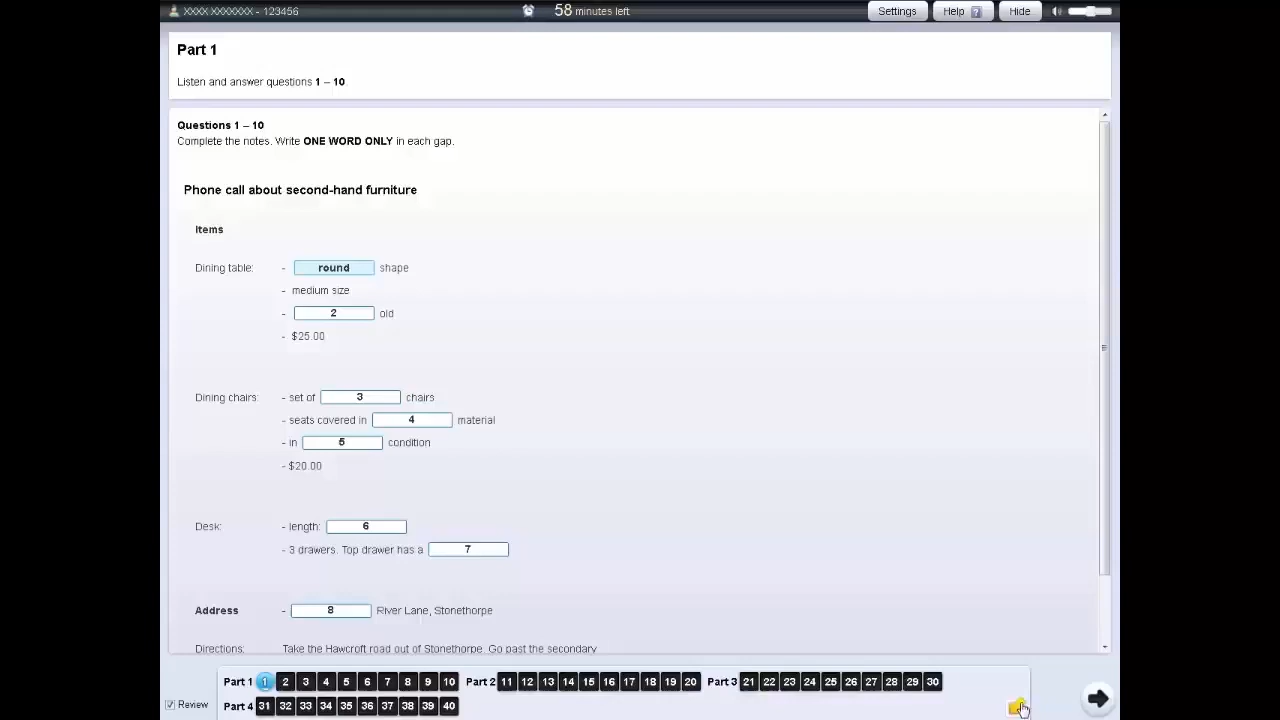 XXXX XXXXXXX - 123456
58 minutes left
Settings
Help ?
Hide
Part 1
Listen and answer questions 1 – 10
Questions 1 – 10
Complete the notes. Write ONE WORD ONLY in each gap.
Phone call about second-hand furniture
Items
Dining table: - round shape
- medium size
- 2 old
- $25.00
Dining chairs: - set of 3 chairs
- seats covered in 4 material
- in 5 condition
- $20.00
Desk: - length: 6
- 3 drawers. Top drawer has a 7
Address - 8 River Lane, Stonethorpe
Directions: Take the Hawcroft road out of Stonethorpe. Go past the secondary
Part 1 1 2 3 4 5 6 7 8 9 10 Part 2 11 12 13 14 15 16 17 18 19 20 Part 3 21 22 23 24 25 26 27 28 29 30
Review
Part 4 31 32 33 34 35 36 37 38 39 40